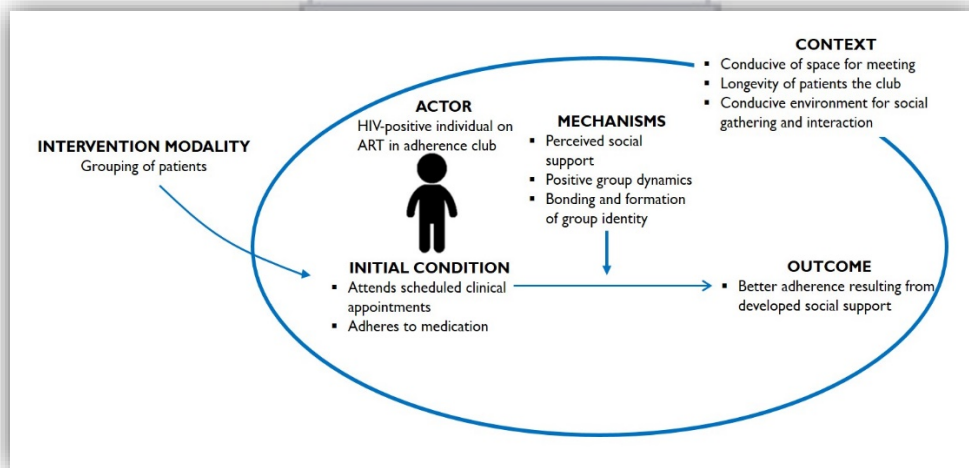 CONTEXT
▪ Conducive of space for meeting
▪ Longevity of patients the club
▪ Conducive environment for social
gathering and interaction
ACTOR
HIV-positive individual on
ART in adherence club
MECHANISMS
▪ Perceived social
support
▪ Positive group dynamics
▪ Bonding and formation
of group identity
INTERVENTION MODALITY
Grouping of patients
INITIAL CONDITION
▪ Attends scheduled clinical
appointments
▪ Adheres to medication
OUTCOME
▪ Better adherence resulting from
developed social support